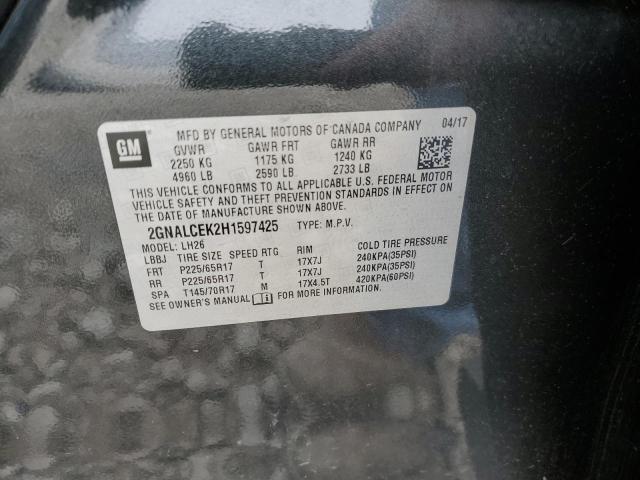 GM
MFD BY GENERAL MOTORS OF CANADA COMPANY 04/17
GVWR GAWR FRT GAWR RR
2250 KG 1175 KG 1240 KG
4960 LB 2590 LB 2733 LB
THIS VEHICLE CONFORMS TO ALL APPLICABLE U.S. FEDERAL MOTOR
VEHICLE SAFETY AND THEFT PREVENTION STANDARDS IN EFFECT ON
THE DATE OF MANUFACTURE SHOWN ABOVE.
2GNALCEK2H1597425 TYPE: M.P.V.
MODEL: LH26
LBBJ TIRE SIZE SPEED RTG RIM COLD TIRE PRESSURE
FRT P225/65R17 T 17X7J 240KPA(35PSI)
RR P225/65R17 T 17X7J 240KPA(35PSI)
SPA T145/70R17 M 17X4.5T 420KPA(60PSI)
SEE OWNER'S MANUAL FOR MORE INFORMATION.